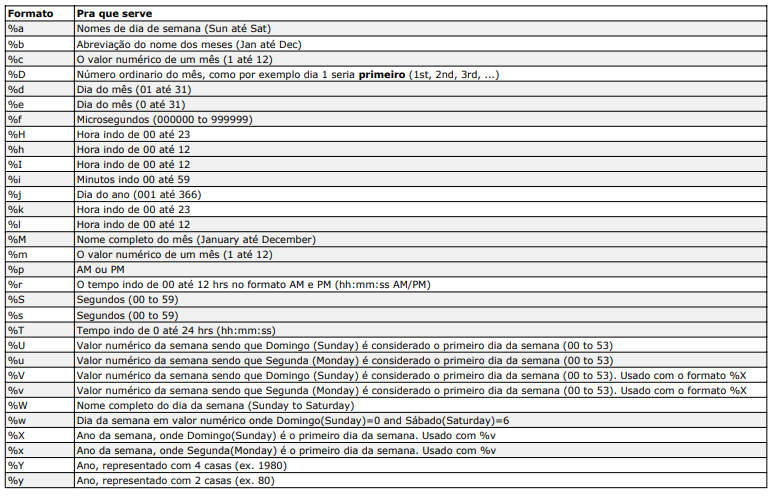 Formato Pra que serve
%a Nomes de dia de semana (Sun até Sat)
%b Abreviação do nome dos meses (Jan até Dec)
%c O valor numérico de um mês (1 até 12)
%D Número ordinario do mês, como por exemplo dia 1 seria primeiro (1st, 2nd, 3rd, ...)
%d Dia do mês (01 até 31)
%e Dia do mês (0 até 31)
%f Microsegundos (000000 to 999999)
%H Hora indo de 00 até 23
%h Hora indo de 00 até 12
%I Hora indo de 00 até 12
%i Minutos indo 00 até 59
%j Dia do ano (001 até 366)
%k Hora indo de 00 até 23
%l Hora indo de 00 até 12
%M Nome completo do mês (January até December)
%m O valor numérico de um mês (1 até 12)
%p AM ou PM
%r O tempo indo de 00 até 12 hrs no formato AM e PM (hh:mm:ss AM/PM)
%S Segundos (00 to 59)
%s Segundos (00 to 59)
%T Tempo indo de 0 até 24 hrs (hh:mm:ss)
%U Valor numérico da semana sendo que Domingo (Sunday) é considerado o primeiro dia da semana (00 to 53)
%u Valor numérico da semana sendo que Segunda (Monday) é considerado o primeiro dia da semana (00 to 53)
%V Valor numérico da semana sendo que Domingo (Sunday) é considerado o primeiro dia da semana (00 to 53). Usado com o formato %X
%v Valor numérico da semana sendo que Segunda (Monday) é considerado o primeiro dia da semana (00 to 53). Usado com o formato %X
%W Nome completo do dia da semana (Sunday to Saturday)
%w Dia da semana em valor numérico onde Domingo(Sunday)=0 and Sábado(Saturday)=6
%X Ano da semana, onde Domingo(Sunday) é o primeiro dia da semana. Usado com %v
%x ano da semana, onde Segunda(Monday) é o primeiro dia da semana. Usado com %v
%Y Ano, representado com 4 casas (ex. 1980)
%y Ano, representado com 2 casas (ex. 80)